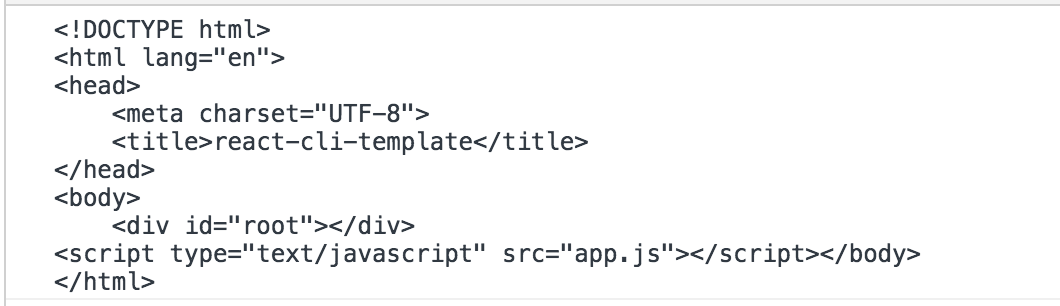 <!DOCTYPE html>
<html lang="en">
<head>
    <meta charset="UTF-8">
    <title>react-cli-template</title>
</head>
<body>
    <div id="root"></div>
<script type="text/javascript" src="app.js"></script></body>
</html>